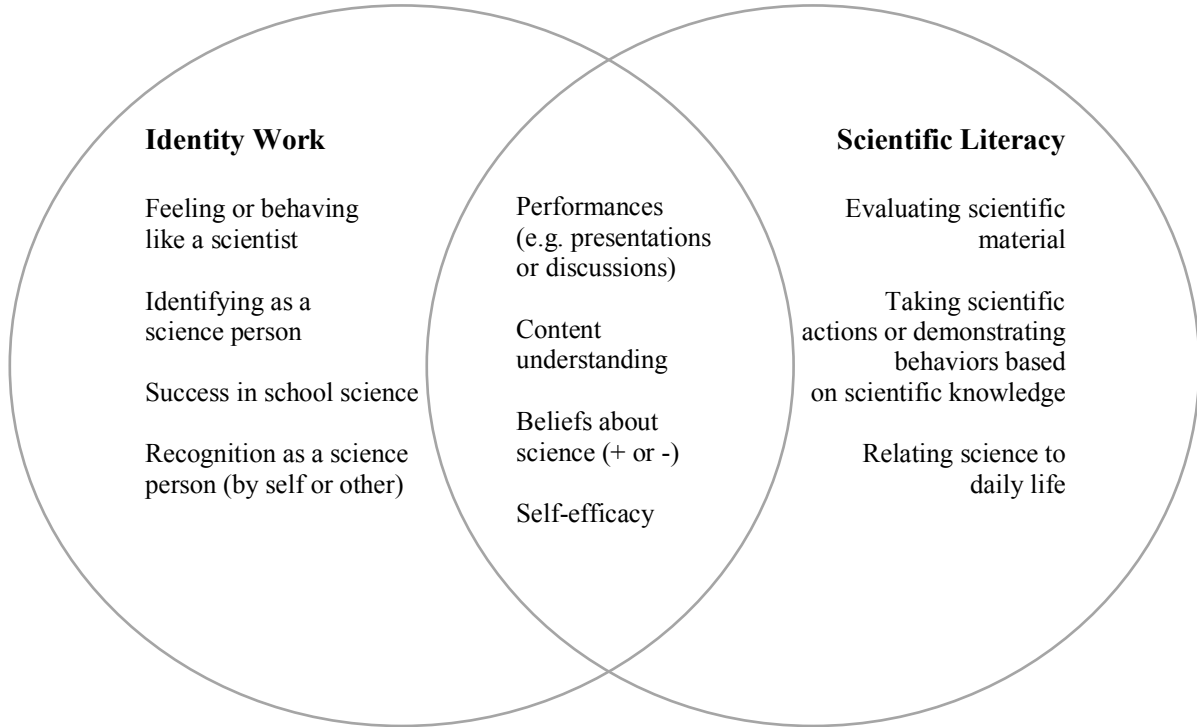 Identity Work
Feeling or behaving
like a scientist
Identifying as a
science person
Success in school science
Recognition as a science
person (by self or other)
Performances
(e.g. presentations
or discussions)
Content
understanding
Beliefs about
science (+ or -)
Self-efficacy
Scientific Literacy
Evaluating scientific
material
Taking scientific
actions or demonstrating
behaviors based
on scientific knowledge
Relating science to
daily life